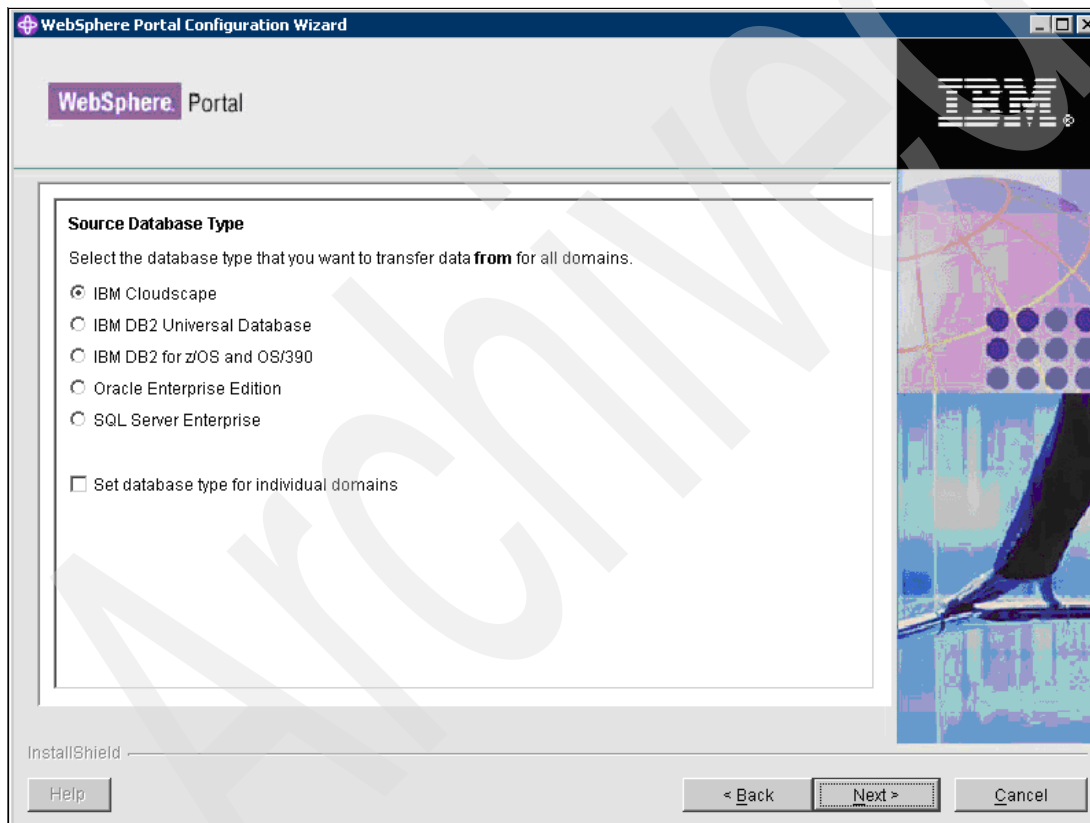 WebSphere Portal Configuration Wizard
WebSphere. Portal
IBM®
Source Database Type
Select the database type that you want to transfer data from for all domains.
IBM Cloudscape
IBM DB2 Universal Database
IBM DB2 for z/OS and OS/390
Oracle Enterprise Edition
SQL Server Enterprise
Set database type for individual domains
InstallShield
Help
< Back
Next >
Cancel
Archived